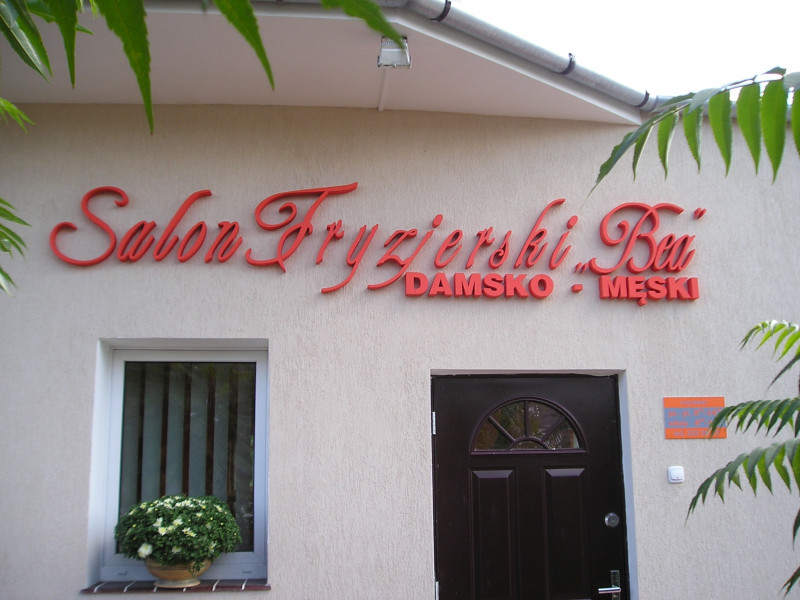 Salon Fryzjerski „Bea”
DAMSKO - MĘSKI